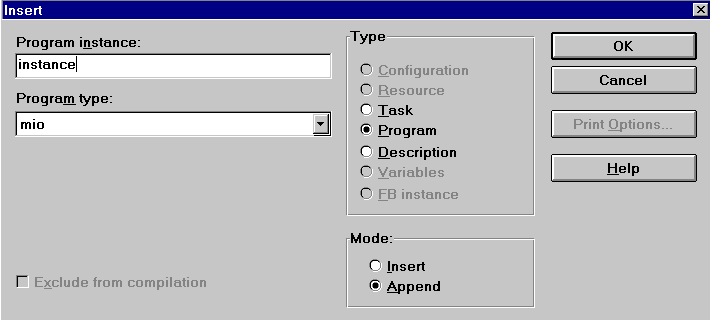 Insert
Program instance:
instance
Program type:
mio
Exclude from compilation
Type
Configuration
Resource
Task
Program
Description
Variables
FB instance
Mode:
Insert
Append
OK
Cancel
Print Options...
Help